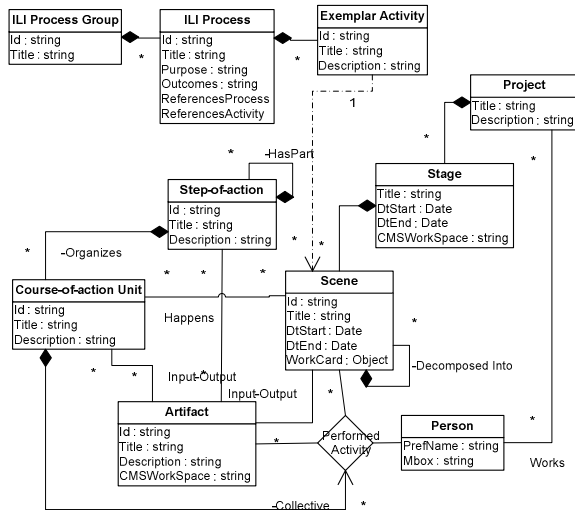 ILI Process Group
Id : string
Title : string
*
ILI Process
Id : string
Title : string
Purpose : string
Outcomes : string
ReferencesProcess
ReferencesActivity
*
Exemplar Activity
Id : string
Title : string
Description : string
1
Project
Title : string
Description : string
*
*
-HasPart
*
Step-of-action
Id : string
Title : string
Description : string
Stage
Title : string
DtStart : Date
DtEnd : Date
CMSWorkSpace : string
*
*
*
-Organizes
*
*
*
Course-of-action Unit
Id : string
Title : string
Description : string
Happens
Scene
Id : string
Title : string
DtStart : Date
DtEnd : Date
WorkCard : Object
*
-Decomposed Into
*
*
Input-Output
*
Input-Output
*
Artifact
Id : string
Title : string
Description : string
CMSWorkSpace : string
*
Performed
Activity
Person
PrefName : string
Mbox : string
*
Works
-Collective
*